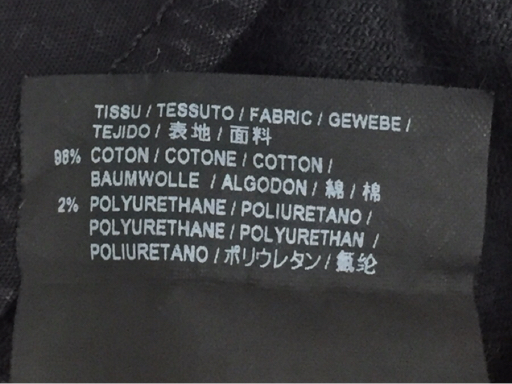 TISSU / TESSUTO / FABRIC / GEWEBE /
TEJIDO / 表地 / 面料
98% COTON / COTONE / COTTON /
BAUMWOLLE / ALGODON / 綿 / 棉
2% POLYURETHANE / POLIURETANO /
POLYURETHANE / POLYURETHAN /
POLIURETANO / ポリウレタン / 氨纶